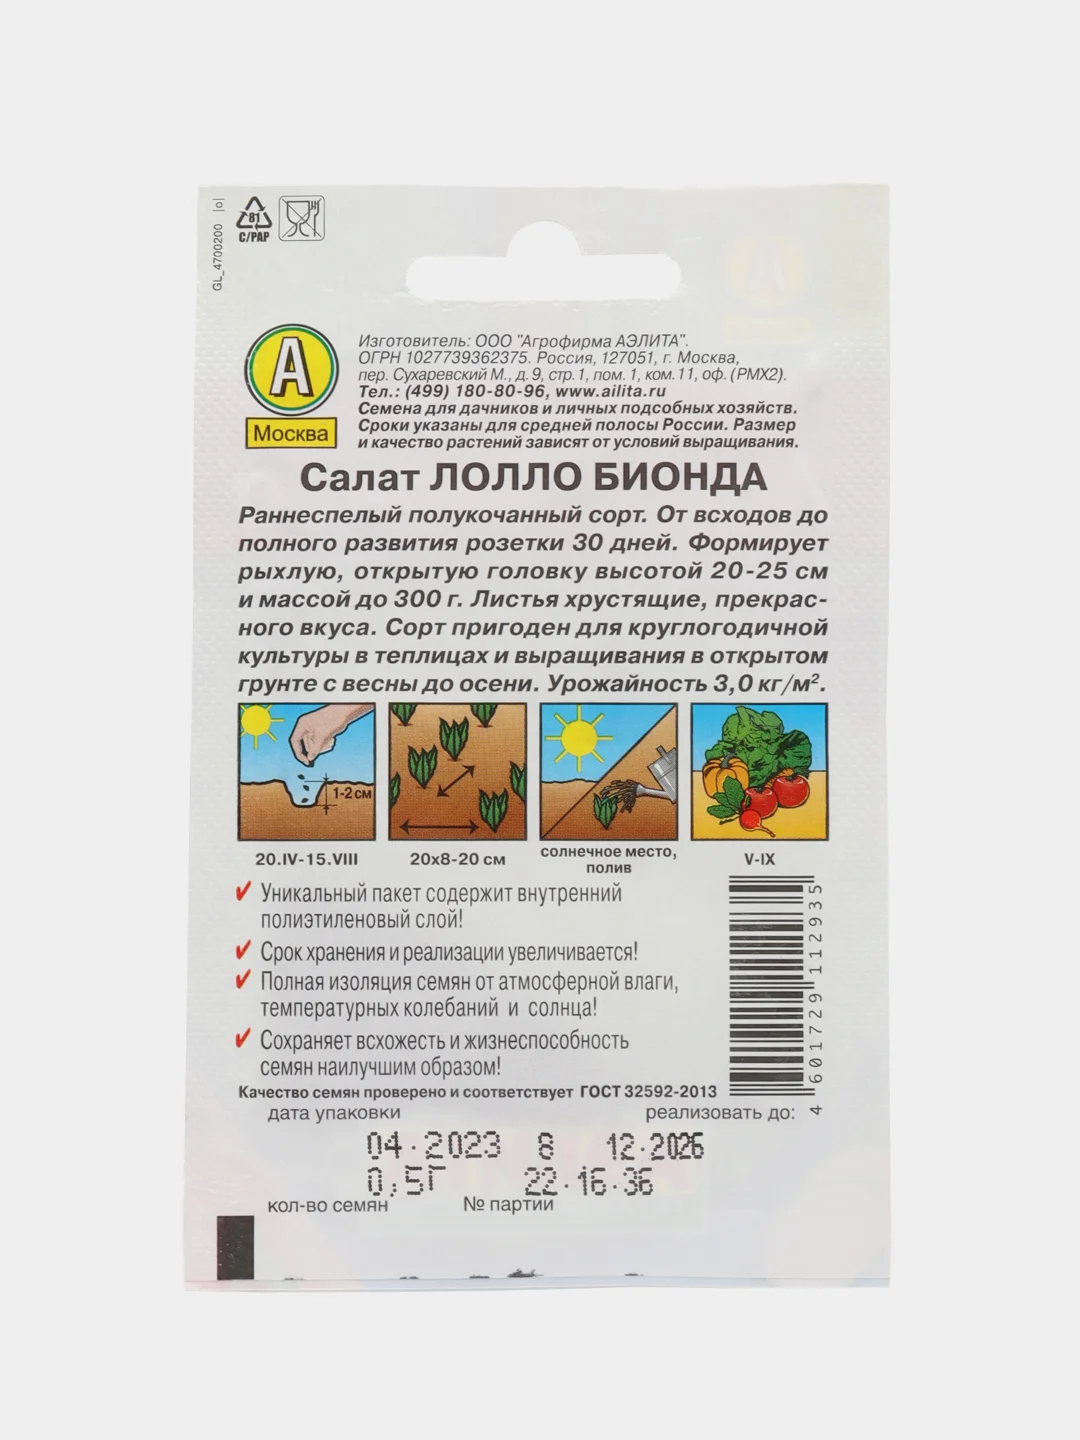 GL_4700200 |o|
81
C/PAP
А
Москва
Изготовитель: ООО "Агрофирма АЭЛИТА".
ОГРН 1027739362375. Россия, 127051, г. Москва,
пер. Сухаревский М., д. 9, стр. 1, пом. 1, ком. 11, оф. (РМХ2).
Тел.: (499) 180-80-96, www.ailita.ru
Семена для дачников и личных подсобных хозяйств.
Сроки указаны для средней полосы России. Размер
и качество растений зависят от условий выращивания.
Салат ЛОЛЛО БИОНДА
Раннеспелый полукочанный сорт. От всходов до
полного развития розетки 30 дней. Формирует
рыхлую, открытую головку высотой 20-25 см
и массой до 300 г. Листья хрустящие, прекрас-
ного вкуса. Сорт пригоден для круглогодичной
культуры в теплицах и выращивания в открытом
грунте с весны до осени. Урожайность 3,0 кг/м².
1-2 см
20.IV-15.VIII
20х8-20 см
солнечное место,
полив
V-IX
Уникальный пакет содержит внутренний
полиэтиленовый слой!
Срок хранения и реализации увеличивается!
Полная изоляция семян от атмосферной влаги,
температурных колебаний и солнца!
Сохраняет всхожесть и жизнеспособность
семян наилучшим образом!
4 601729 112935
Качество семян проверено и соответствует ГОСТ 32592-2013
дата упаковки реализовать до:
04.2023 8 12.2026
0,5Г 22.16.36
кол-во семян № партии